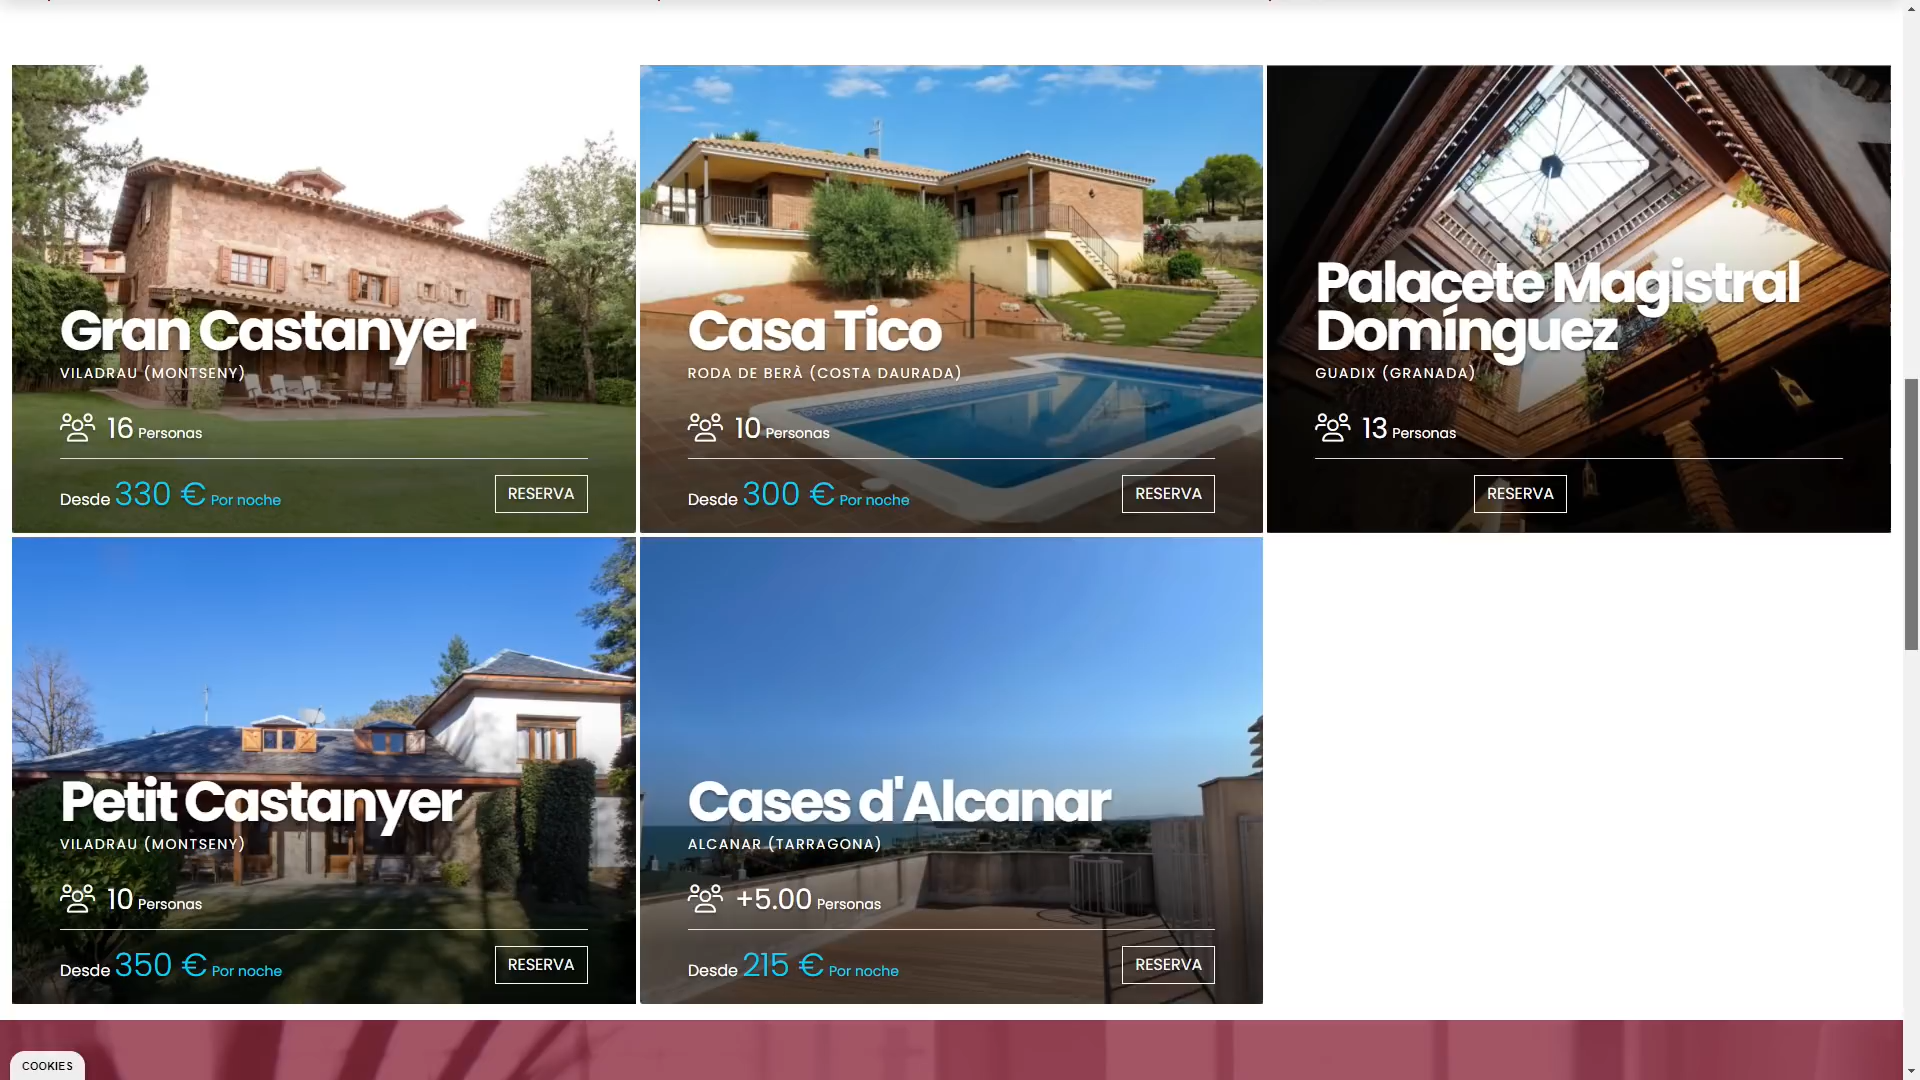 Gran Castanyer
VILADRAU (MONTSENY)
16 Personas
Desde 330 € Por noche
RESERVA
Casa Tico
RODA DE BERÀ (COSTA DAURADA)
10 Personas
Desde 300 € Por noche
RESERVA
Palacete Magistral
Domínguez
GUADIX (GRANADA)
13 Personas
RESERVA
Petit Castanyer
VILADRAU (MONTSENY)
10 Personas
Desde 350 € Por noche
RESERVA
Cases d'Alcanar
ALCANAR (TARRAGONA)
+5.00 Personas
Desde 215 € Por noche
RESERVA
COOKIES